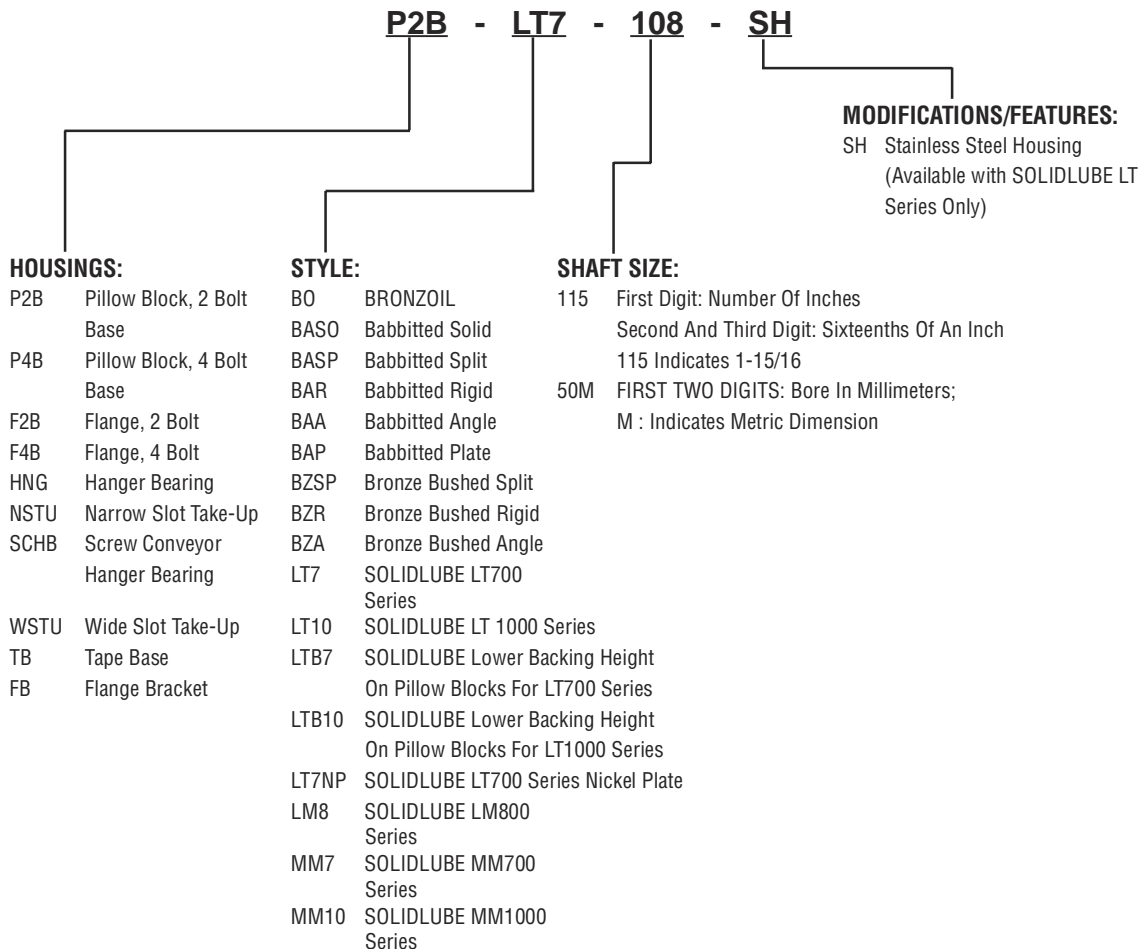 P2B - LT7 - 108 - SH
MODIFICATIONS/FEATURES:
SH Stainless Steel Housing
(Available with SOLIDLUBE LT
Series Only)
HOUSINGS:
P2B Pillow Block, 2 Bolt
Base
P4B Pillow Block, 4 Bolt
Base
F2B Flange, 2 Bolt
F4B Flange, 4 Bolt
HNG Hanger Bearing
NSTU Narrow Slot Take-Up
SCHB Screw Conveyor
Hanger Bearing
WSTU Wide Slot Take-Up
TB Tape Base
FB Flange Bracket
STYLE:
BO BRONZOIL
BASO Babbitted Solid
BASP Babbitted Split
BAR Babbitted Rigid
BAA Babbitted Angle
BAP Babbitted Plate
BZSP Bronze Bushed Split
BZR Bronze Bushed Rigid
BZA Bronze Bushed Angle
LT7 SOLIDLUBE LT700
Series
LT10 SOLIDLUBE LT 1000 Series
LTB7 SOLIDLUBE Lower Backing Height
On Pillow Blocks For LT700 Series
LTB10 SOLIDLUBE Lower Backing Height
On Pillow Blocks For LT1000 Series
LT7NP SOLIDLUBE LT700 Series Nickel Plate
LM8 SOLIDLUBE LM800
Series
MM7 SOLIDLUBE MM700
Series
MM10 SOLIDLUBE MM1000
Series
SHAFT SIZE:
115 First Digit: Number Of Inches
Second And Third Digit: Sixteenths Of An Inch
115 Indicates 1-15/16
50M FIRST TWO DIGITS: Bore In Millimeters;
M : Indicates Metric Dimension